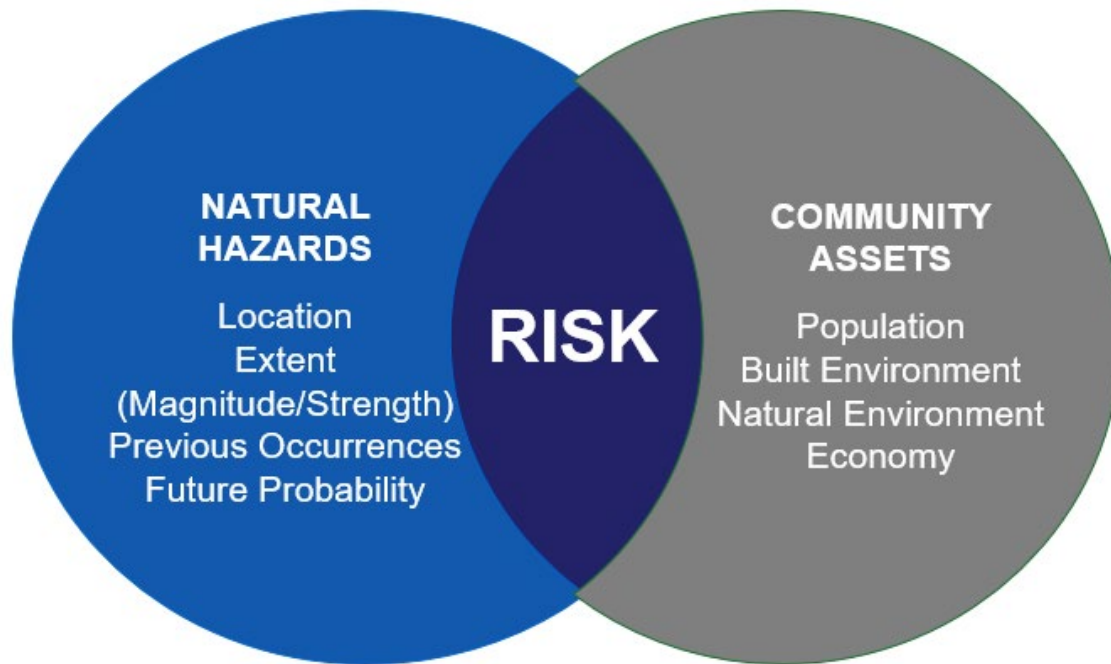 NATURAL
HAZARDS
Location
Extent
(Magnitude/Strength)
Previous Occurrences
Future Probability
RISK
COMMUNITY
ASSETS
Population
Built Environment
Natural Environment
Economy